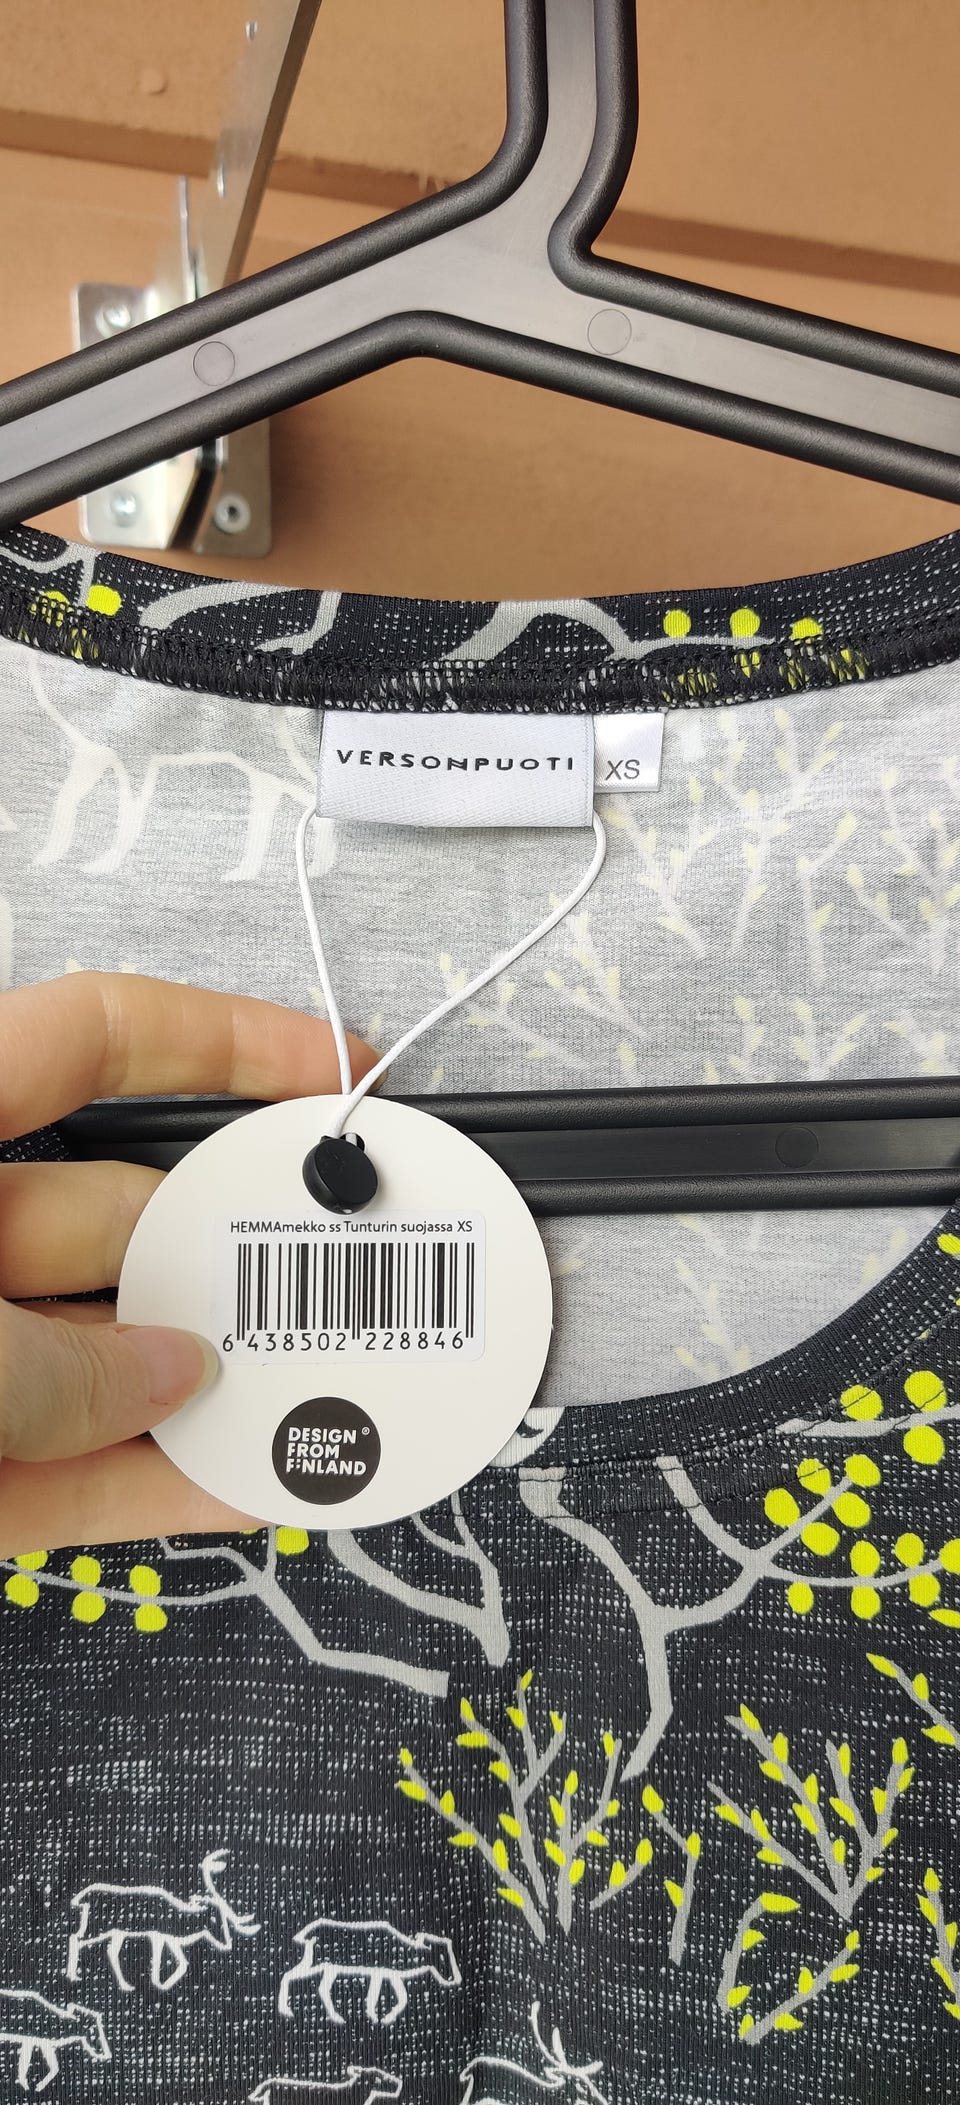 VERSONPUOTI
XS
HEMMAmekko ss Tunturin suojassa XS
6 438502 228846
DESIGN ®
FROM
FINLAND